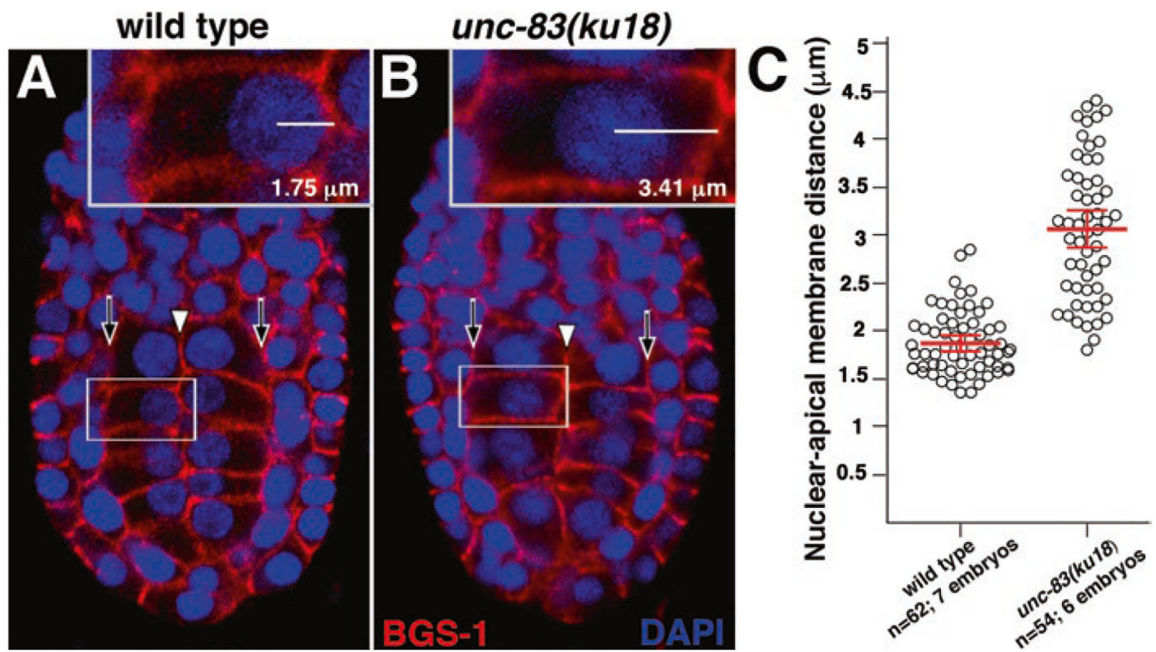 wild type
unc-83(ku18)
A
1.75 µm
B
3.41 µm
BGS-1
DAPI
C
Nuclear-apical membrane distance (µm)
5
4.5
4
3.5
3
2.5
2
1.5
1
0.5
wild type
n=62; 7 embryos
unc-83(ku18)
n=54; 6 embryos